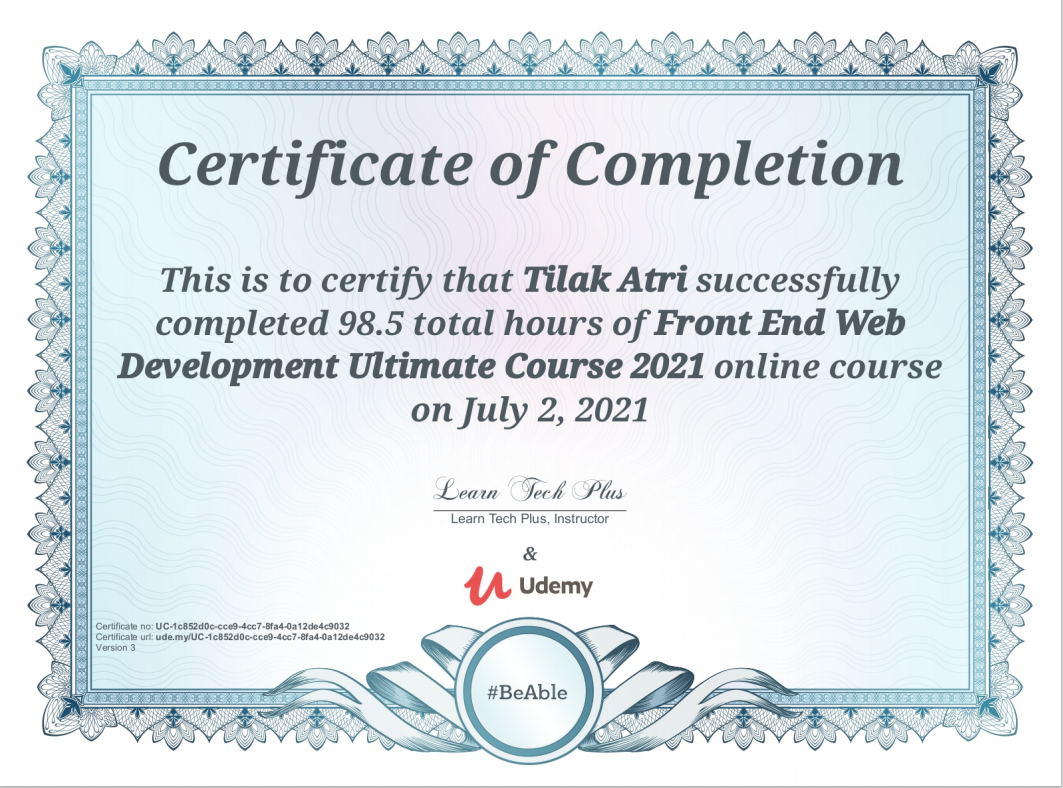 Certificate of Completion
This is to certify that Tilak Atri successfully
completed 98.5 total hours of Front End Web
Development Ultimate Course 2021 online course
on July 2, 2021
Learn Tech Plus
Learn Tech Plus, Instructor
&
Udemy
Certificate no: UC-1c852d0c-cce9-4cc7-8fa4-0a12de4c9032
Certificate url: ude.my/UC-1c852d0c-cce9-4cc7-8fa4-0a12de4c9032
Version 3
#BeAble